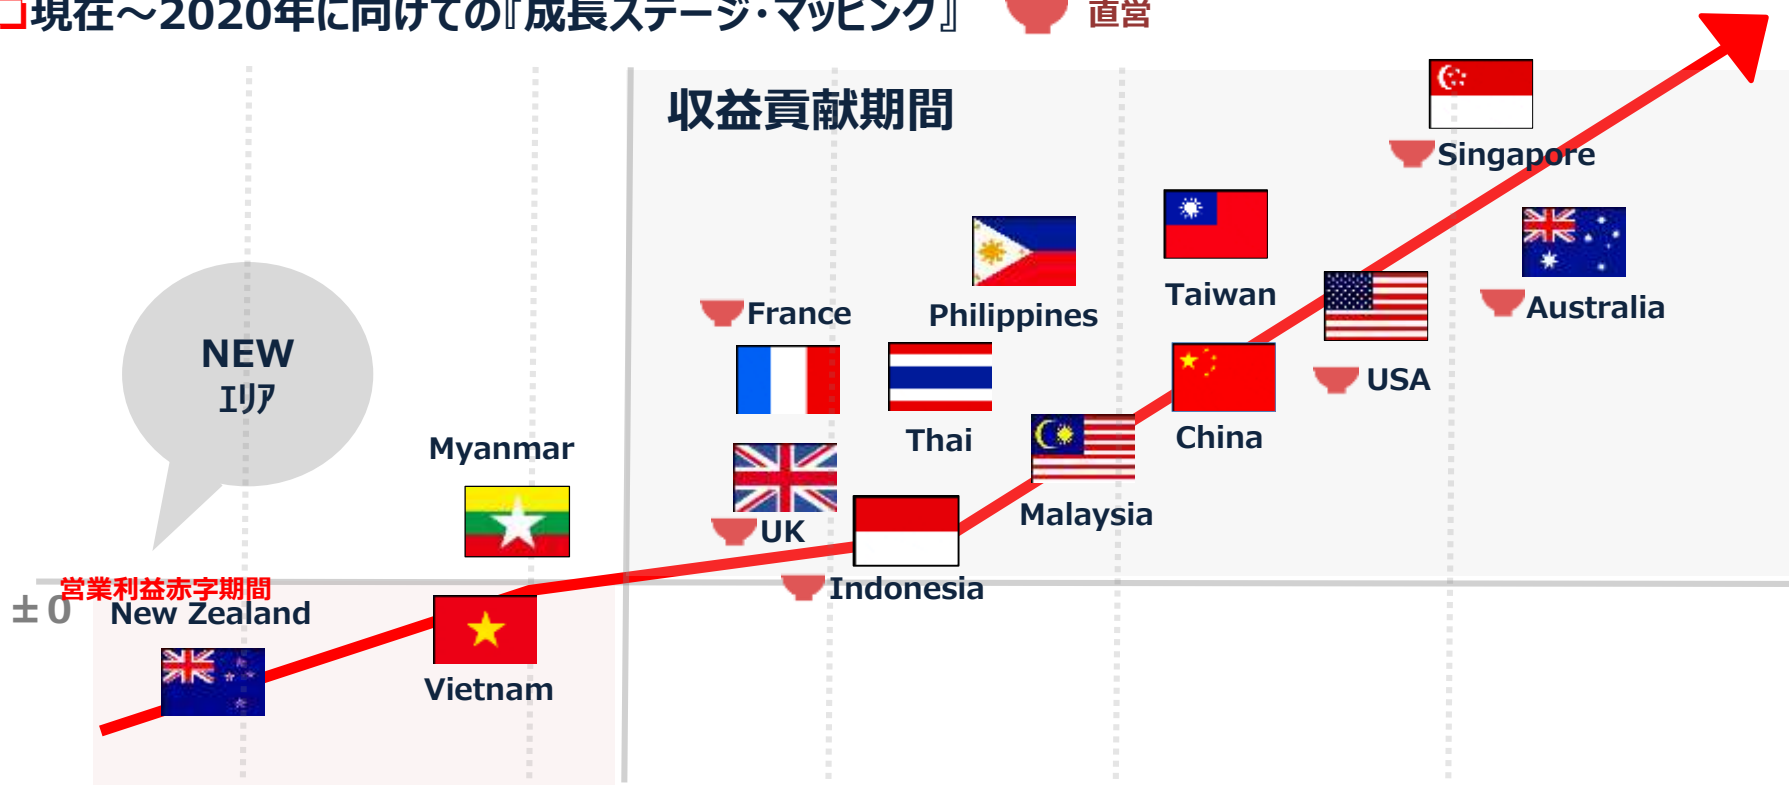 □現在～2020年に向けての『成長ステージ・マッピング』
直営
収益貢献期間
Singapore
Taiwan
Australia
France
Philippines
NEW
エリア
USA
Thai
China
Myanmar
Malaysia
UK
営業利益赤字期間
Indonesia
±0
New Zealand
Vietnam